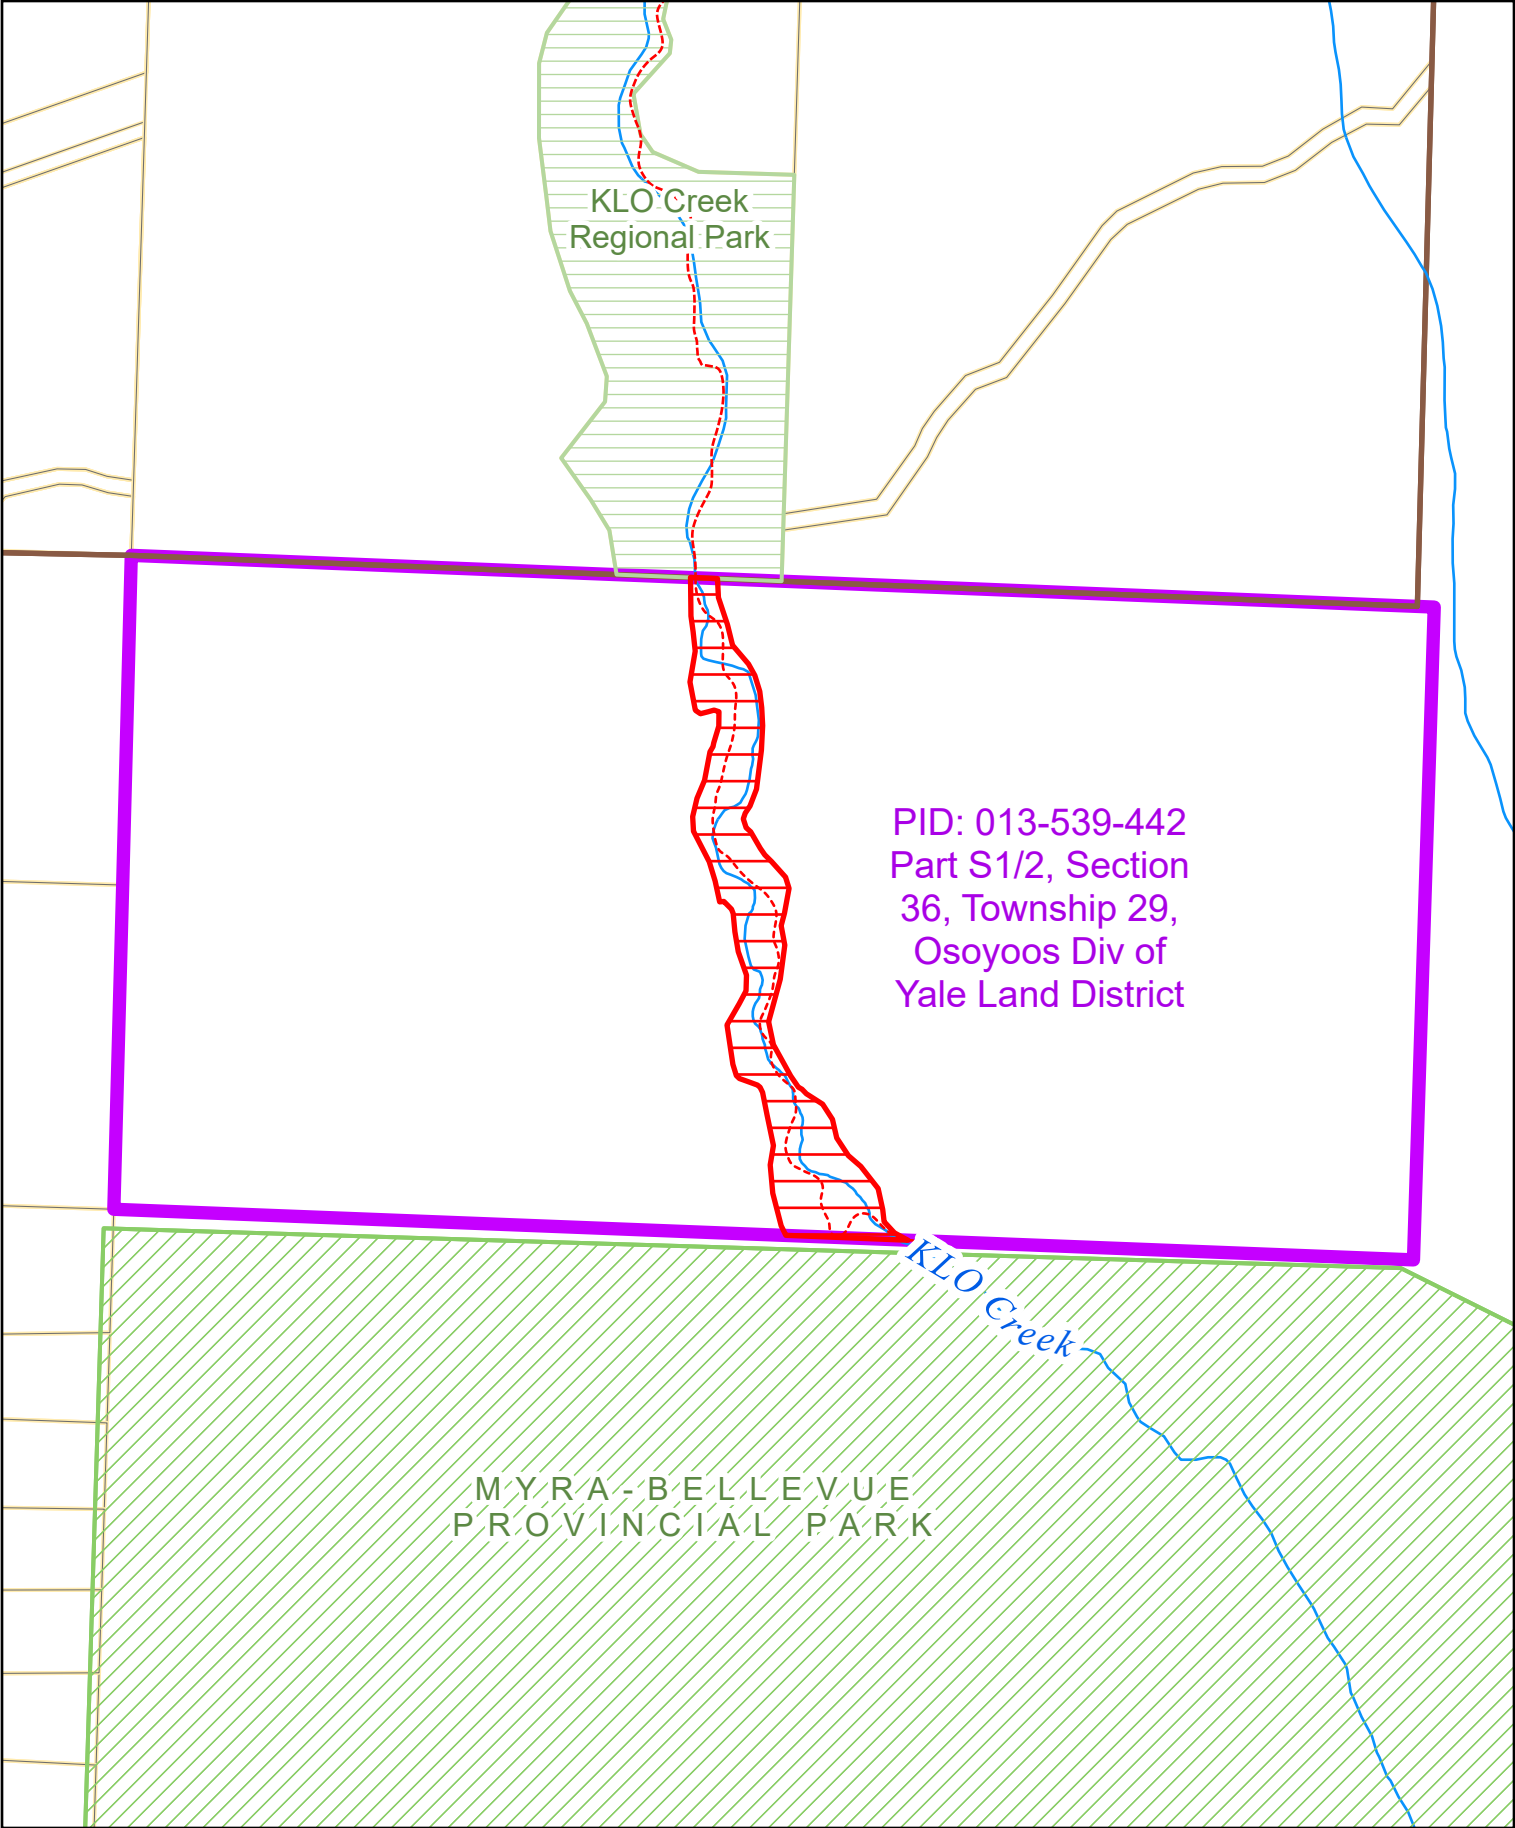 KLO Creek
Regional Park
PID: 013-539-442
Part S1/2, Section
36, Township 29,
Osoyoos Div of
Yale Land District
KLO Creek
MYRA-BELLEVUE
PROVINCIAL PARK